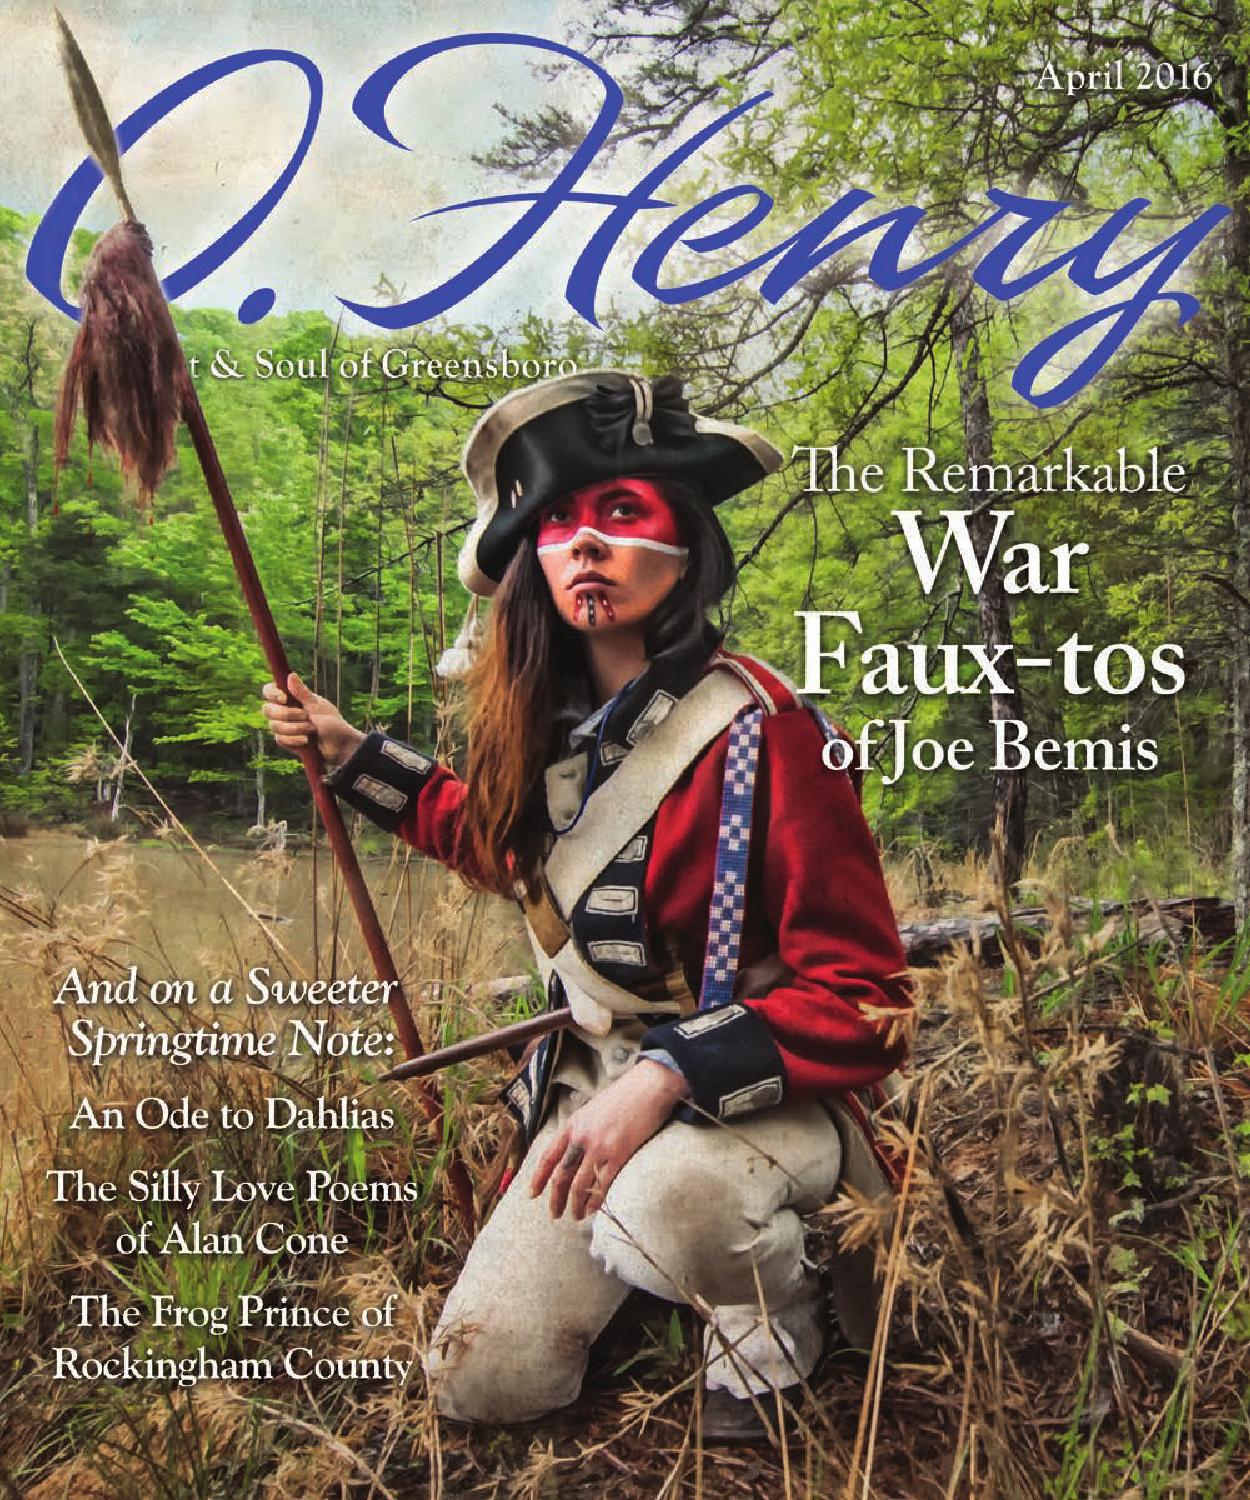 April 2016
O. Henry
t & Soul of Greensboro
The Remarkable
War
Faux-tos
of Joe Bemis
And on a Sweeter
Springtime Note:
An Ode to Dahlias
The Silly Love Poems
of Alan Cone
The Frog Prince of
Rockingham County